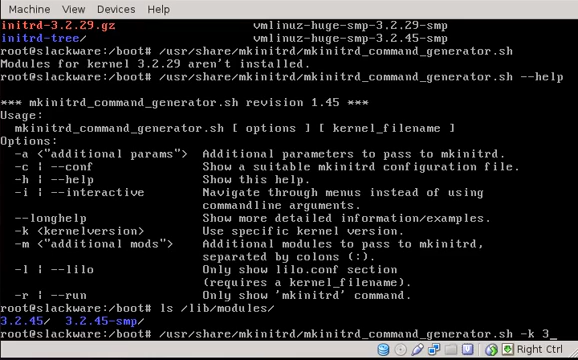 Machine View Devices Help
initrd-3.2.29.gz vmlinuz-huge-smp-3.2.29-smp
initrd-tree/ vmlinuz-huge-smp-3.2.45-smp
root@slackware:/boot# /usr/share/mkinitrd/mkinitrd_command_generator.sh
Modules for kernel 3.2.29 aren't installed.
root@slackware:/boot# /usr/share/mkinitrd/mkinitrd_command_generator.sh --help
*** mkinitrd_command_generator.sh revision 1.45 ***
Usage:
mkinitrd_command_generator.sh [ options ] [ kernel_filename ]
Options:
-a <"additional params"> Additional parameters to pass to mkinitrd.
-c | --conf Show a suitable mkinitrd configuration file.
-h | --help Show this help.
-i | --interactive Navigate through menus instead of using
commandline arguments.
--longhelp Show more detailed information/examples.
-k <kernelversion> Use specific kernel version.
-m <"additional mods"> Additional modules to pass to mkinitrd,
separated by colons (:).
-l | --lilo Only show lilo.conf section
(requires a kernel_filename).
-r | --run Only show 'mkinitrd' command.
root@slackware:/boot# ls /lib/modules/
3.2.45/ 3.2.45-smp/
root@slackware:/boot# /usr/share/mkinitrd/mkinitrd_command_generator.sh -k 3_
Right Ctrl